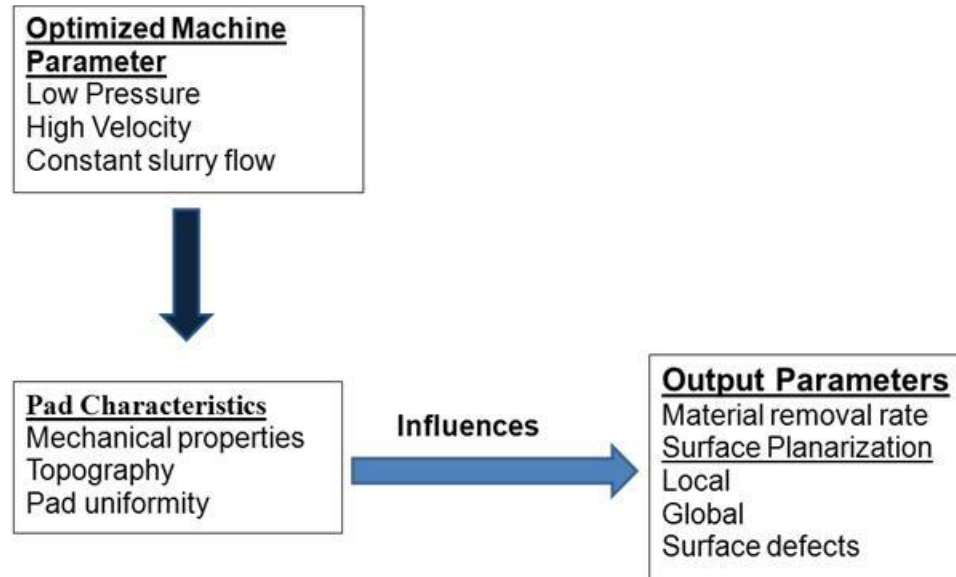 Optimized Machine
Parameter
Low Pressure
High Velocity
Constant slurry flow
Pad Characteristics
Mechanical properties
Topography
Pad uniformity
Influences
Output Parameters
Material removal rate
Surface Planarization
Local
Global
Surface defects